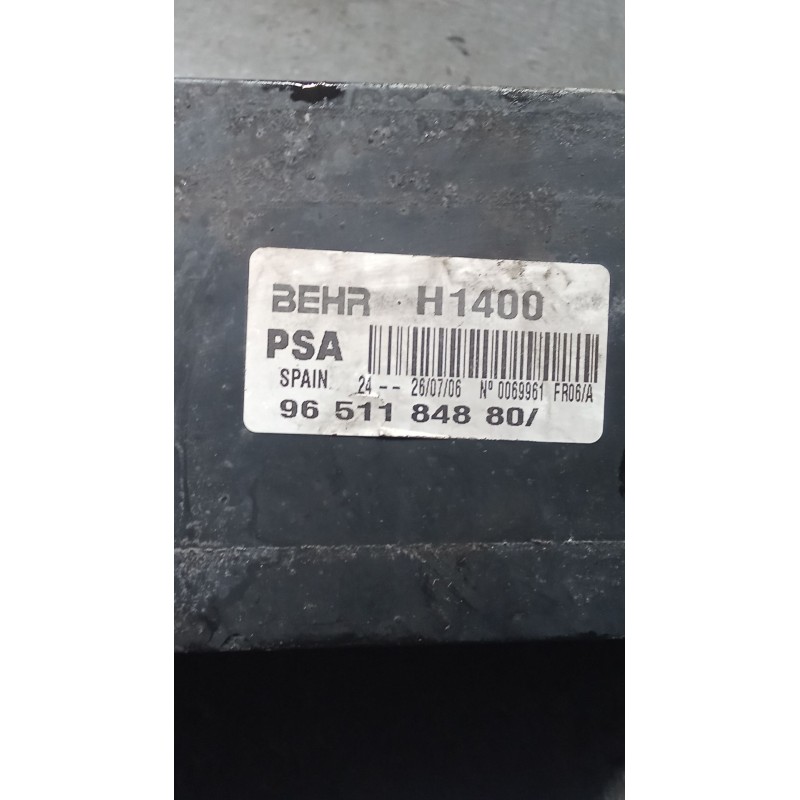 BEHR H1400
PSA
SPAIN 24 -- 26/07/06 Nº 0069961 FR06/A
96 511 848 80/